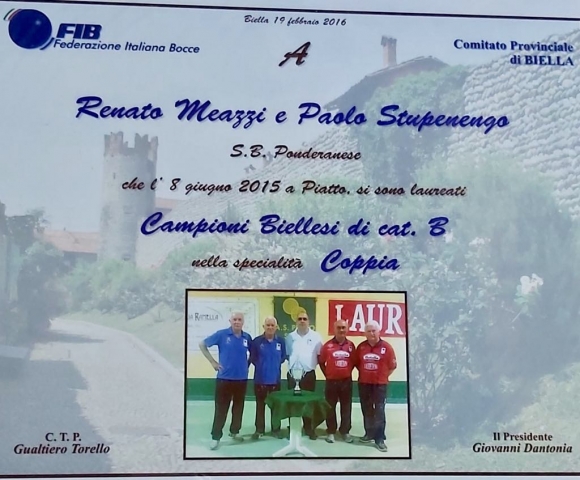 Biella 19 febbraio 2016
FIB
Federazione Italiana Bocce
A
Comitato Provinciale
di BIELLA
Renato Meazzi e Paolo Stupenengo
S.B. Ponderanese
che l' 8 giugno 2015 a Piatto. si sono laureati
Campioni Biellesi di cat. B
nella specialità Coppia
LAUR
C. T. P.
Gualtiero Torello
Il Presidente
Giovanni Dantonia